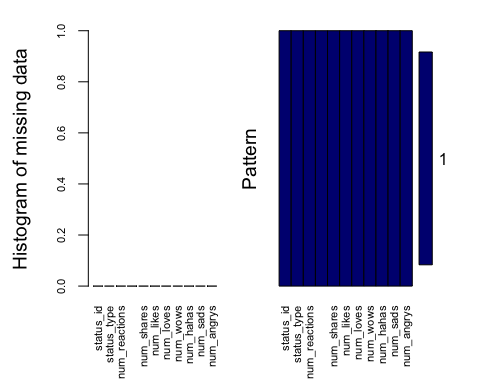 Histogram of missing data
1.0
0.8
0.6
0.4
0.2
0.0
status_id
status_type
num_reactions
num_shares
num_likes
num_loves
num_wows
num_hahas
num_sads
num_angrys
Pattern
status_id
status_type
num_reactions
num_shares
num_likes
num_loves
num_wows
num_hahas
num_sads
num_angrys
1